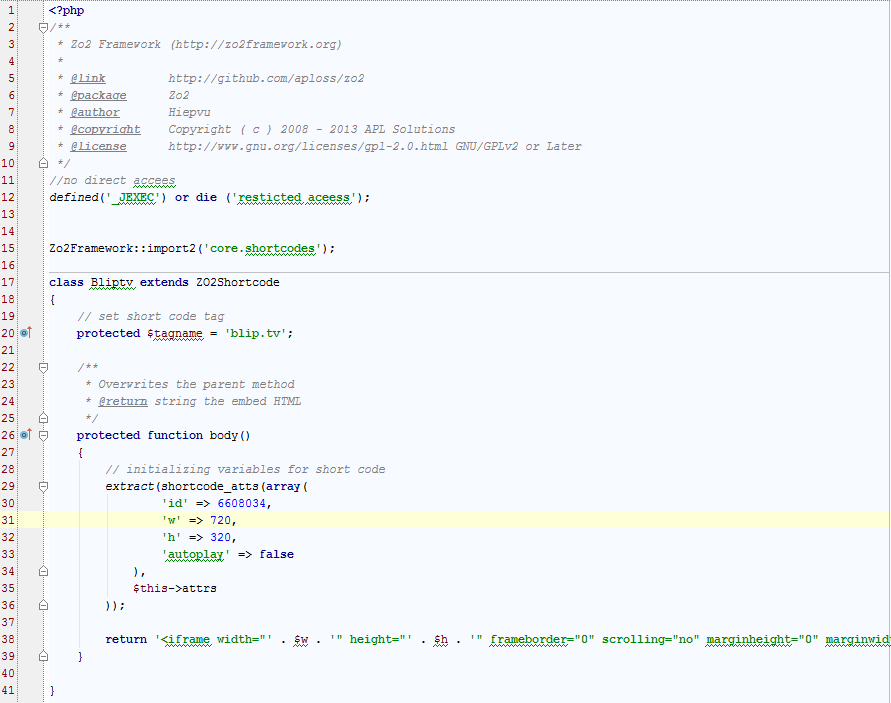 1 <?php
2 /**
3  * Zo2 Framework (http://zo2framework.org)
4  *
5  * @link        http://github.com/aploss/zo2
6  * @package     Zo2
7  * @author      Hiepvu
8  * @copyright   Copyright ( c ) 2008 - 2013 APL Solutions
9  * @license     http://www.gnu.org/licenses/gpl-2.0.html GNU/GPLv2 or Later
10  */
11 //no direct accees
12 defined('_JEXEC') or die ('resticted aceess');
13
14
15 Zo2Framework::import2('core.shortcodes');
16
17 class Bliptv extends ZO2Shortcode
18 {
19     // set short code tag
20     protected $tagname = 'blip.tv';
21
22     /**
23      * Overwrites the parent method
24      * @return string the embed HTML
25      */
26     protected function body()
27     {
28         // initializing variables for short code
29         extract(shortcode_atts(array(
30                 'id' => 6608034,
31                 'w' => 720,
32                 'h' => 320,
33                 'autoplay' => false
34             ),
35             $this->attrs
36         ));
37
38         return '<iframe width="' . $w . '" height="' . $h . '" frameborder="0" scrolling="no" marginheight="0" marginwid
39     }
40
41 }